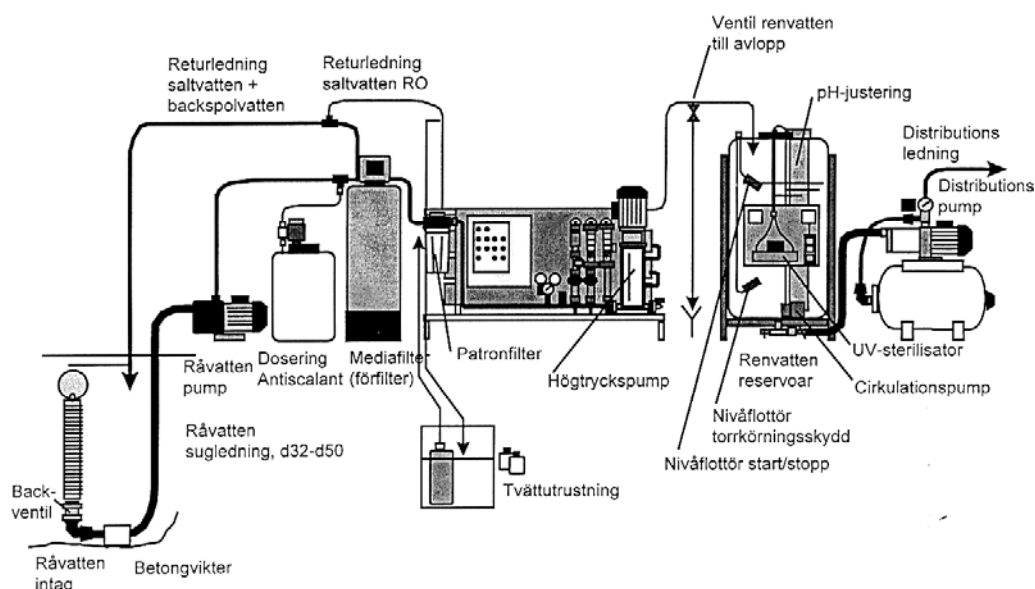 Returledning
saltvatten +
backspolvatten
Returledning
saltvatten RO
Ventil renvatten
till avlopp
pH-justering
Distributions
ledning
Distributions
pump
Råvatten
pump
Dosering
Antiscalant
Mediafilter
(förfilter)
Patronfilter
Högtryckspump
Renvatten
reservoar
UV-sterilisator
Cirkulationspump
Nivåflottör
torrkörningsskydd
Nivåflottör start/stopp
Råvatten
sugledning, d32-d50
Tvättutrustning
Back-
ventil
Råvatten
intag
Betongvikter